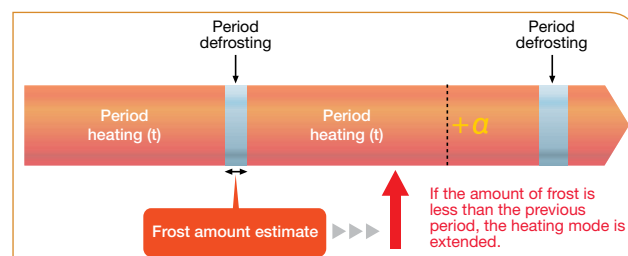 Period
defrosting
Period
defrosting
Period
heating (t)
Period
heating (t)
+α
Frost amount estimate
If the amount of frost is
less than the previous
period, the heating mode is
extended.